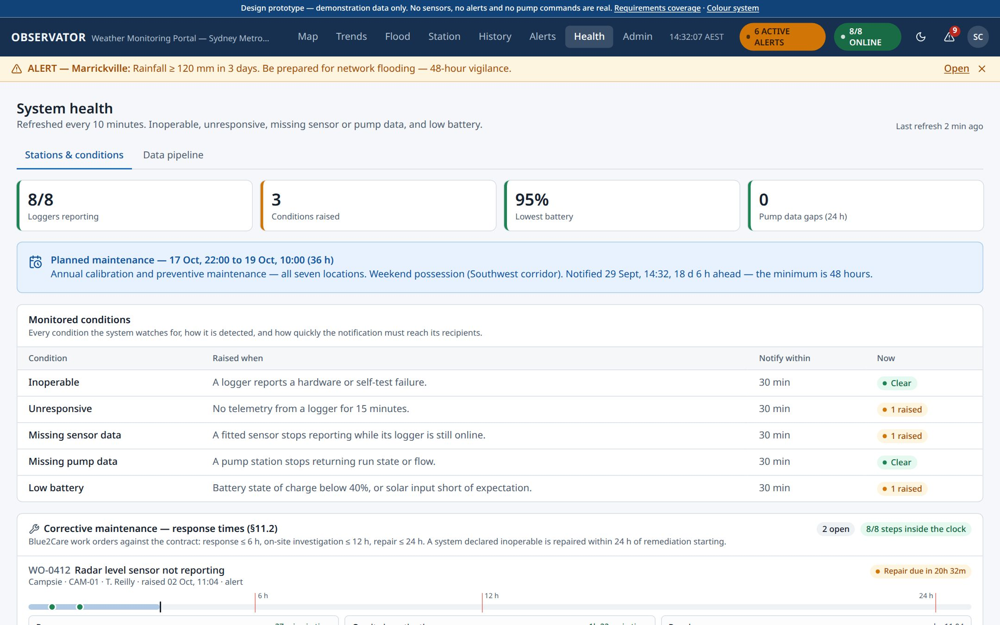 Design prototype — demonstration data only. No sensors, no alerts and no pump commands are real. Requirements coverage · Colour system
OBSERVATOR Weather Monitoring Portal — Sydney Metro... Map Trends Flood Station History Alerts Health Admin 14:32:07 AEST 6 ACTIVE ALERTS 8/8 ONLINE 9 SC
ALERT — Marrickville: Rainfall ≥ 120 mm in 3 days. Be prepared for network flooding — 48-hour vigilance. Open
System health
Refreshed every 10 minutes. Inoperable, unresponsive, missing sensor or pump data, and low battery.
Last refresh 2 min ago
Stations & conditions Data pipeline
8/8
Loggers reporting
3
Conditions raised
95%
Lowest battery
0
Pump data gaps (24 h)
Planned maintenance — 17 Oct, 22:00 to 19 Oct, 10:00 (36 h)
Annual calibration and preventive maintenance — all seven locations. Weekend possession (Southwest corridor). Notified 29 Sept, 14:32, 18 d 6 h ahead — the minimum is 48 hours.
Monitored conditions
Every condition the system watches for, how it is detected, and how quickly the notification must reach its recipients.
Condition Raised when Notify within Now
Inoperable A logger reports a hardware or self-test failure. 30 min Clear
Unresponsive No telemetry from a logger for 15 minutes. 30 min 1 raised
Missing sensor data A fitted sensor stops reporting while its logger is still online. 30 min 1 raised
Missing pump data A pump station stops returning run state or flow. 30 min Clear
Low battery Battery state of charge below 40%, or solar input short of expectation. 30 min 1 raised
Corrective maintenance — response times (§11.2) 2 open 8/8 steps inside the clock
Blue2Care work orders against the contract: response ≤ 6 h, on-site investigation ≤ 12 h, repair ≤ 24 h. A system declared inoperable is repaired within 24 h of remediation starting.
WO-0412 Radar level sensor not reporting Repair due in 20h 32m
Campsie · CAM-01 · T. Reilly · raised 02 Oct, 11:04 · alert
6 h 12 h 24 h